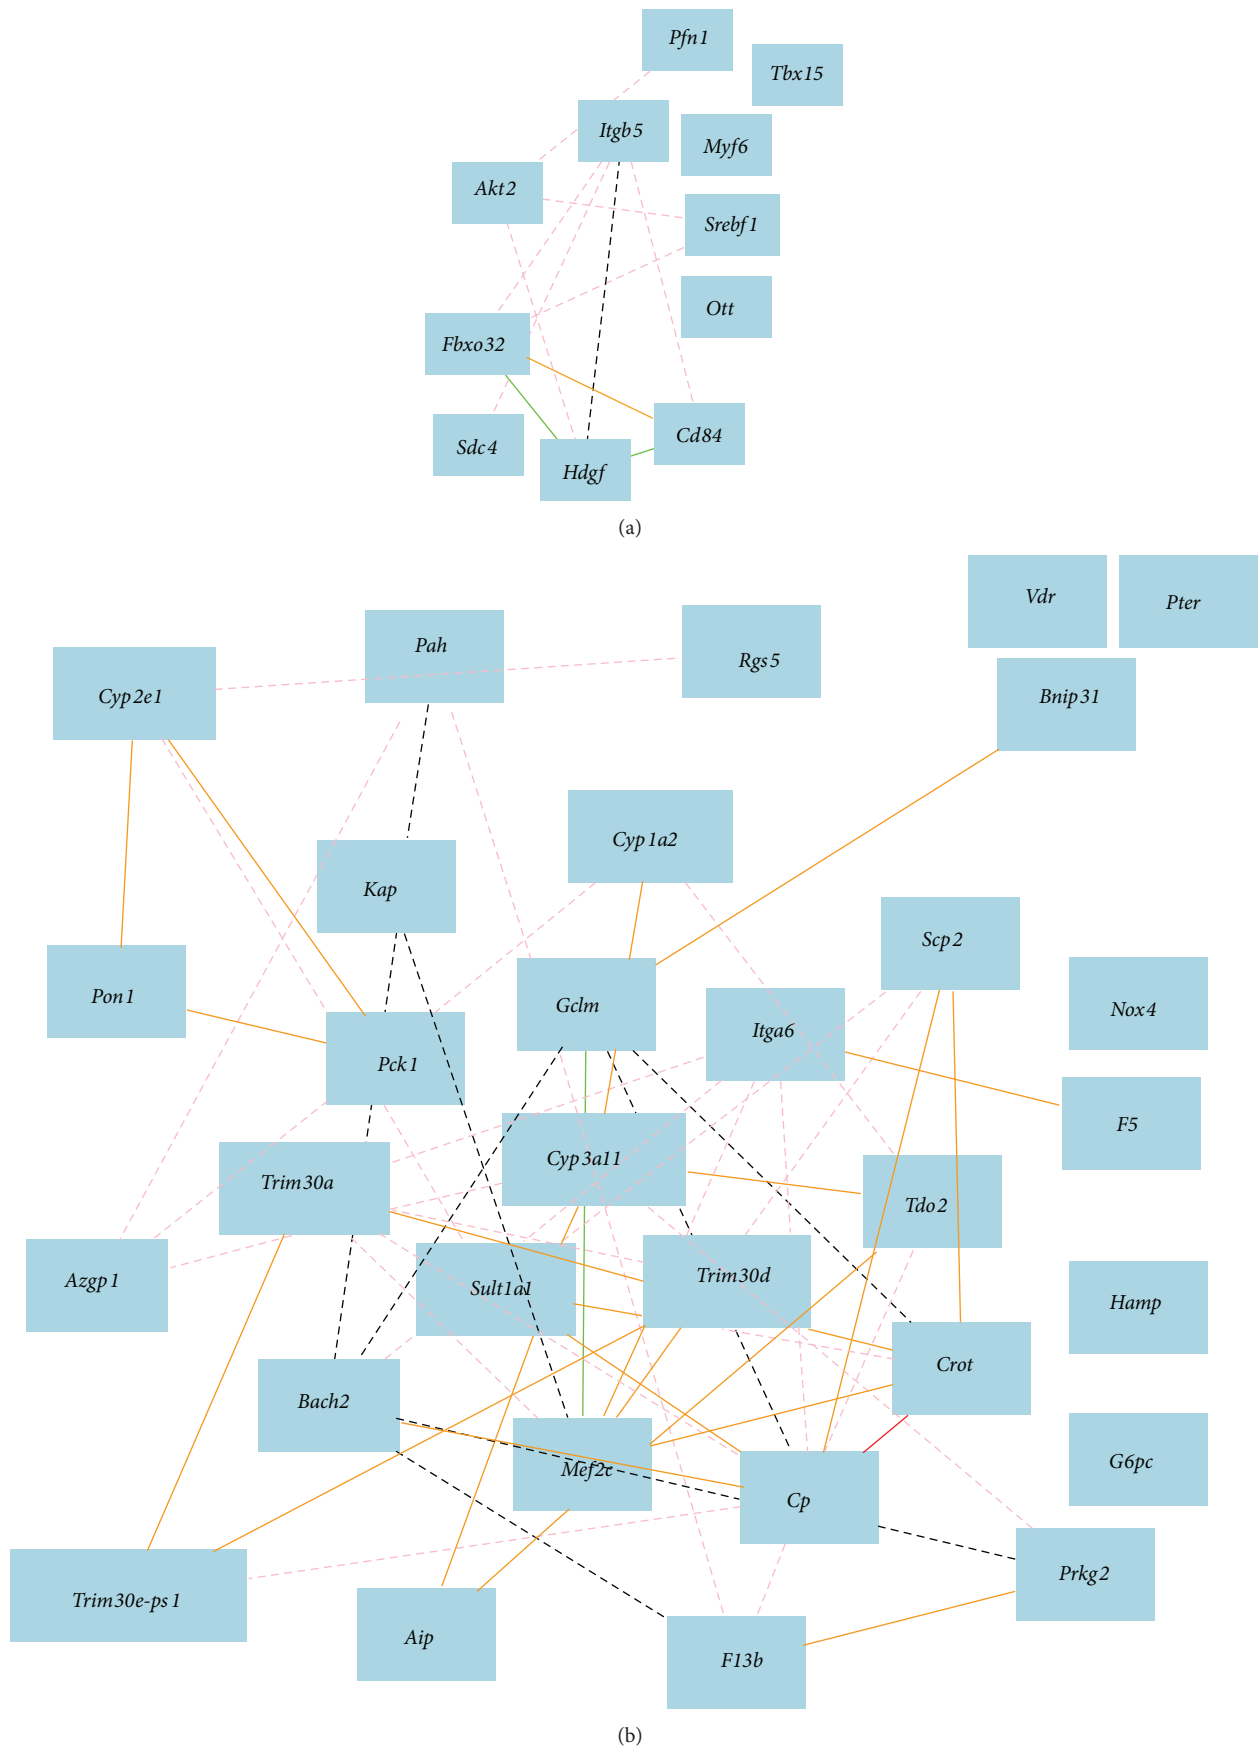 Pfn1
Tbx15
Itgb5
Myf6
Akt2
Srebf1
Ott
Fbxo32
Cd84
Sdc4
Hdgf
(a)
Vdr
Pter
Pah
Rgs5
Cyp2e1
Bnip31
Cyp1a2
Kap
Scp2
Pon1
Gclm
Nox4
Itga6
Pck1
F5
Cyp3a11
Trim30a
Tdo2
Azgp1
Sult1a1
Trim30d
Hamp
Crot
Bach2
G6pc
Mef2c
Cp
Prkg2
Trim30e-ps1
Aip
F13b
(b)